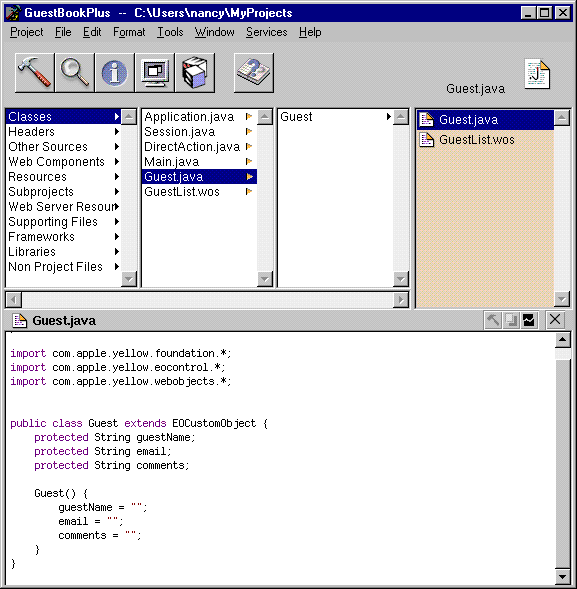 GuestBookPlus -- C:\Users\nancy\MyProjects
Project File Edit Format Tools Window Services Help
Guest.java
Classes
Headers
Other Sources
Web Components
Resources
Subprojects
Web Server Resour
Supporting Files
Frameworks
Libraries
Non Project Files
Application.java
Session.java
DirectAction.java
Main.java
Guest.java
GuestList.wos
Guest
Guest.java
GuestList.wos
Guest.java
import com.apple.yellow.foundation.*;
import com.apple.yellow.eocontrol.*;
import com.apple.yellow.webobjects.*;
public class Guest extends EOCustomObject {
    protected String guestName;
    protected String email;
    protected String comments;
    Guest() {
        guestName = "";
        email = "";
        comments = "";
    }
}